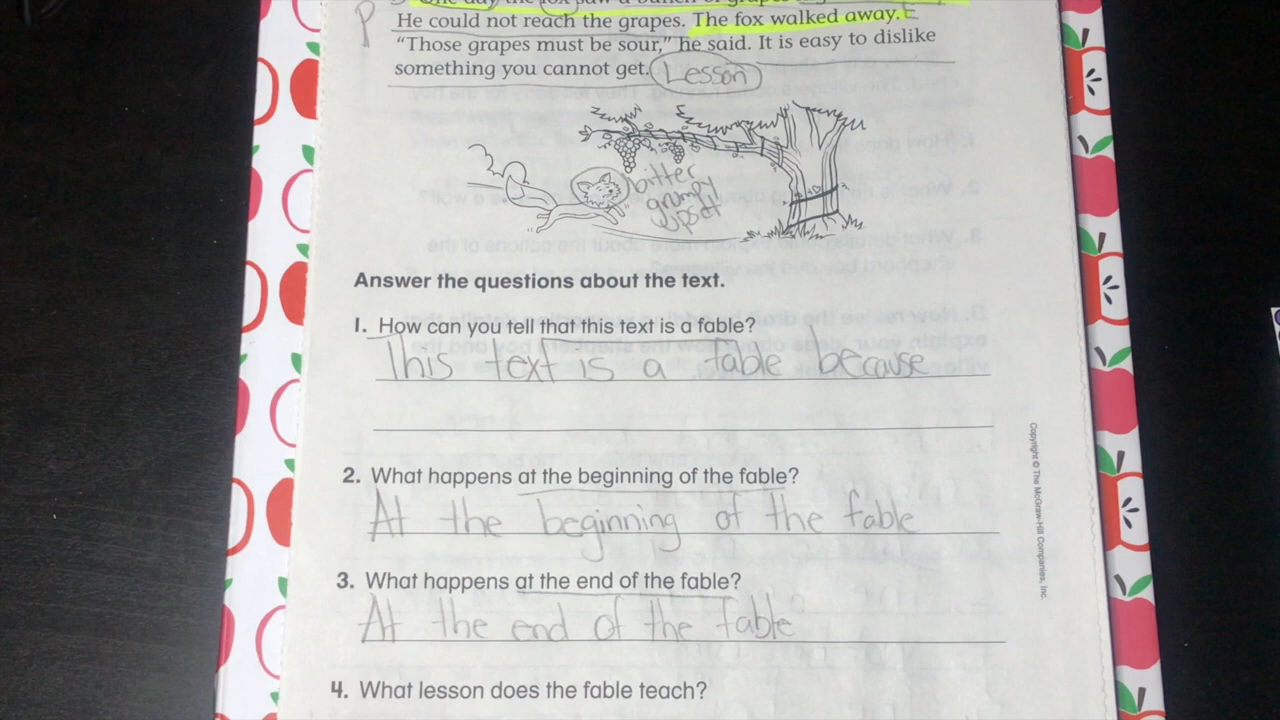 He could not reach the grapes. The fox walked away. E
P
"Those grapes must be sour," he said. It is easy to dislike
something you cannot get. Lesson
bitter
grumpy
upset
Answer the questions about the text.
1. How can you tell that this text is a fable?
This text is a fable because
2. What happens at the beginning of the fable?
At the beginning of the fable
3. What happens at the end of the fable?
At the end of the fable
4. What lesson does the fable teach?
Copyright © The McGraw-Hill Companies, Inc.